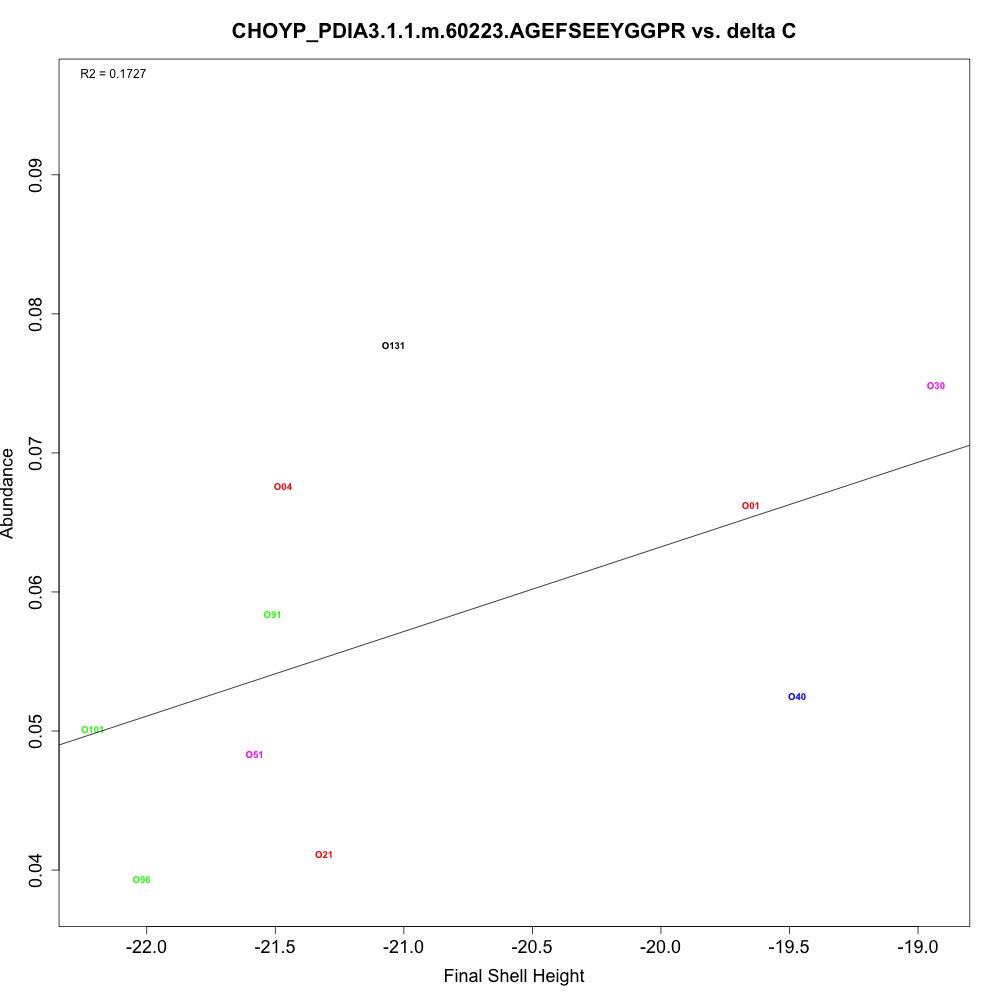 CHOYP_PDIA3.1.1.m.60223.AGEFSEEYGGPR vs. delta C
R2 = 0.1727
0.09
0.08
0.07
0.06
0.05
0.04
Abundance
O131
O30
O04
O01
O91
O40
O101
O51
O21
O96
-22.0 -21.5 -21.0 -20.5 -20.0 -19.5 -19.0
Final Shell Height